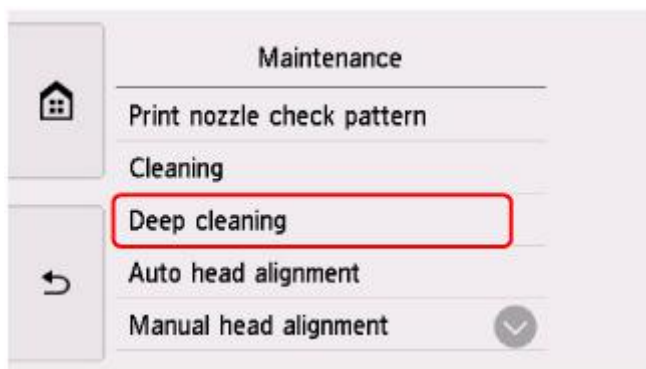 Maintenance
Print nozzle check pattern
Cleaning
Deep cleaning
Auto head alignment
Manual head alignment